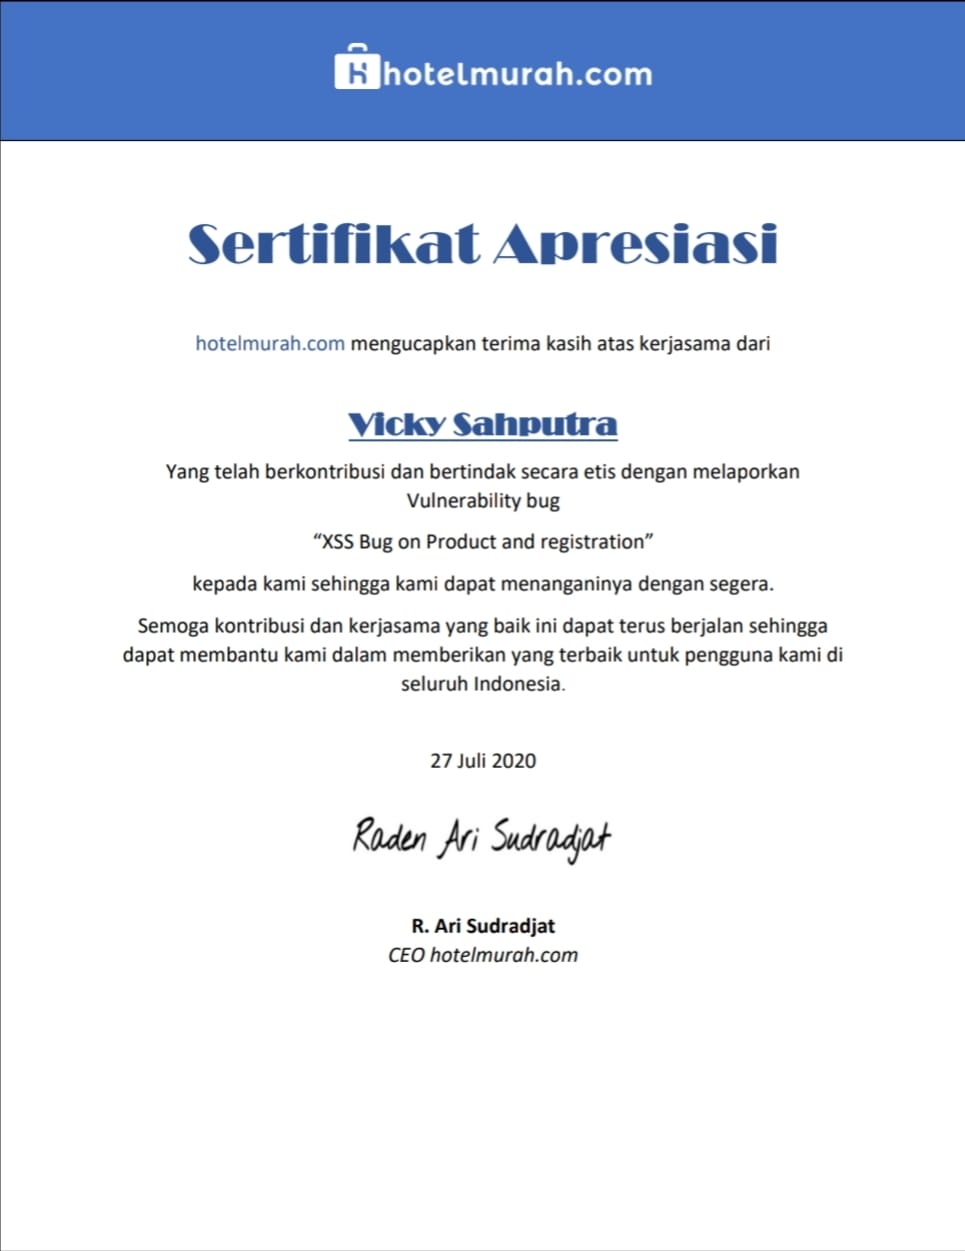 hotelmurah.com
Sertifikat Apresiasi
hotelmurah.com mengucapkan terima kasih atas kerjasama dari
Vicky Sahputra
Yang telah berkontribusi dan bertindak secara etis dengan melaporkan
Vulnerability bug
“XSS Bug on Product and registration”
kepada kami sehingga kami dapat menanganinya dengan segera.
Semoga kontribusi dan kerjasama yang baik ini dapat terus berjalan sehingga
dapat membantu kami dalam memberikan yang terbaik untuk pengguna kami di
seluruh Indonesia.
27 Juli 2020
Raden Ari Sudradjat
R. Ari Sudradjat
CEO hotelmurah.com